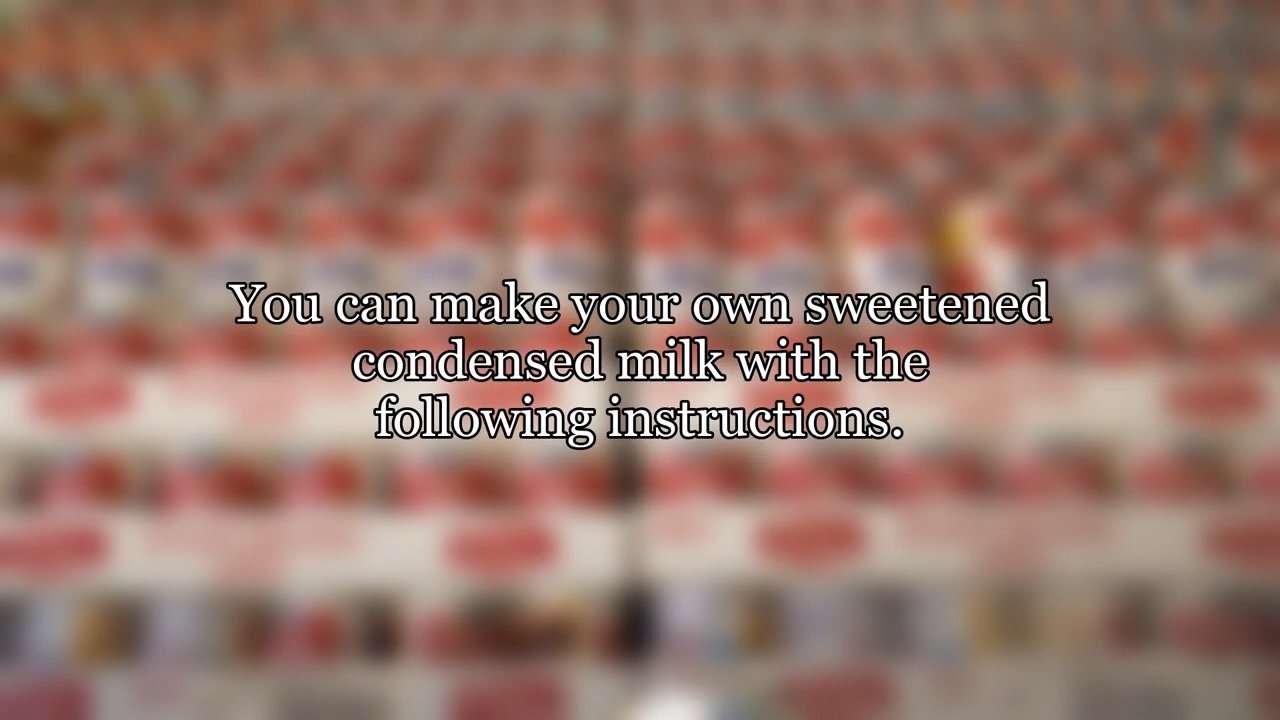 You can make your own sweetened
condensed milk with the
following instructions.